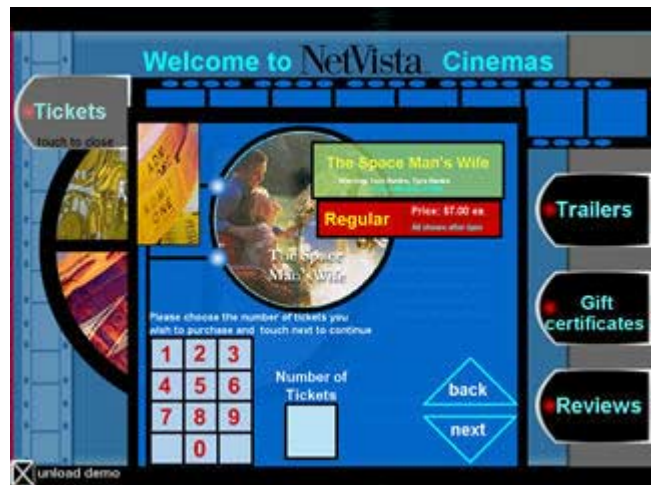 Welcome to NetVista Cinemas
Tickets
touch to close
The Space Man's Wife
Regular
Price: $7.00 ea.
All shows after 6pm
The Space
Man's Wife
Please choose the number of tickets you
wish to purchase and touch next to continue
1 2 3
4 5 6
7 8 9
0
Number of
Tickets
back
next
Trailers
Gift
certificates
Reviews
unload demo